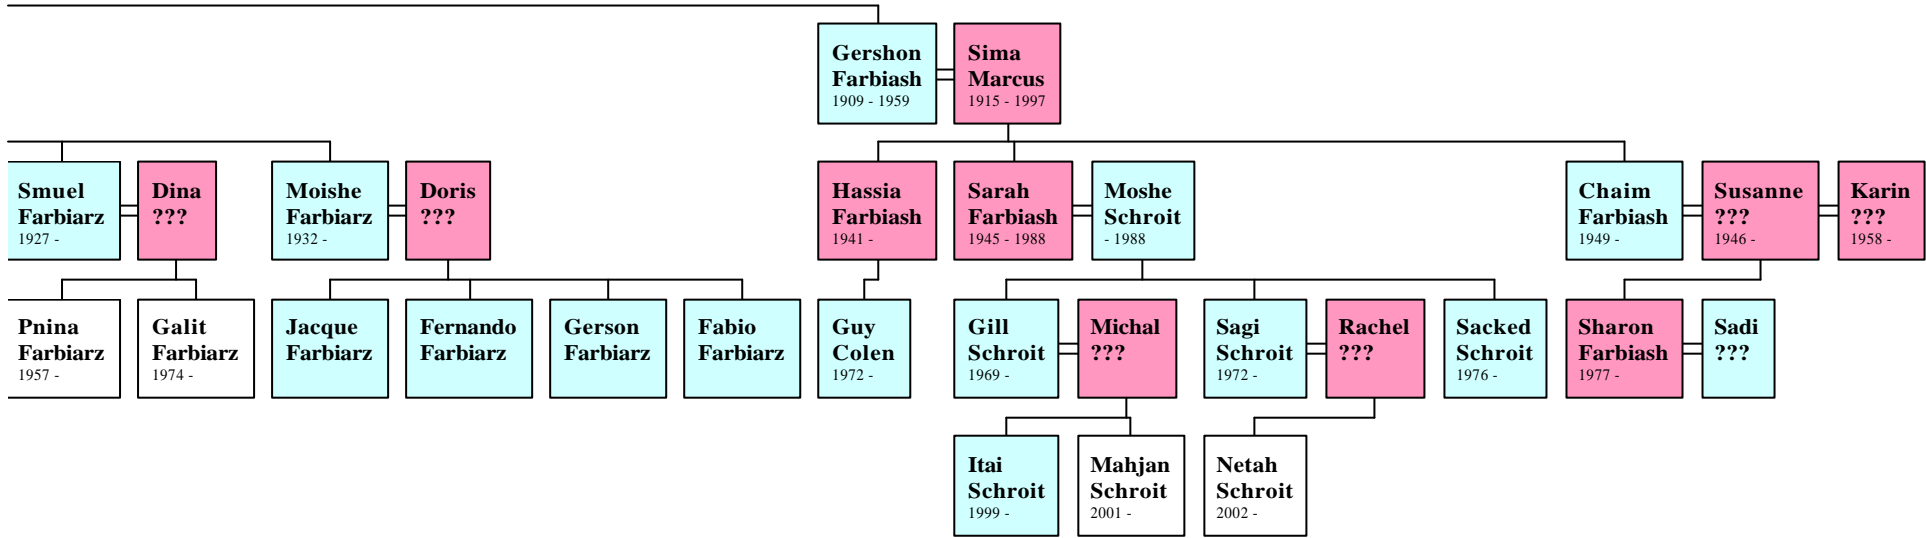 Gershon
Farbiash
1909 - 1959
Sima
Marcus
1915 - 1997
Smuel
Farbiarz
1927 -
Dina
???
Moishe
Farbiarz
1932 -
Doris
???
Hassia
Farbiash
1941 -
Sarah
Farbiash
1945 - 1988
Moshe
Schroit
- 1988
Chaim
Farbiash
1949 -
Susanne
???
1946 -
Karin
???
1958 -
Pnina
Farbiarz
1957 -
Galit
Farbiarz
1974 -
Jacque
Farbiarz
Fernando
Farbiarz
Gerson
Farbiarz
Fabio
Farbiarz
Guy
Colen
1972 -
Gill
Schroit
1969 -
Michal
???
Sagi
Schroit
1972 -
Rachel
???
Sacked
Schroit
1976 -
Sharon
Farbiash
1977 -
Sadi
???
Itai
Schroit
1999 -
Mahjan
Schroit
2001 -
Netah
Schroit
2002 -